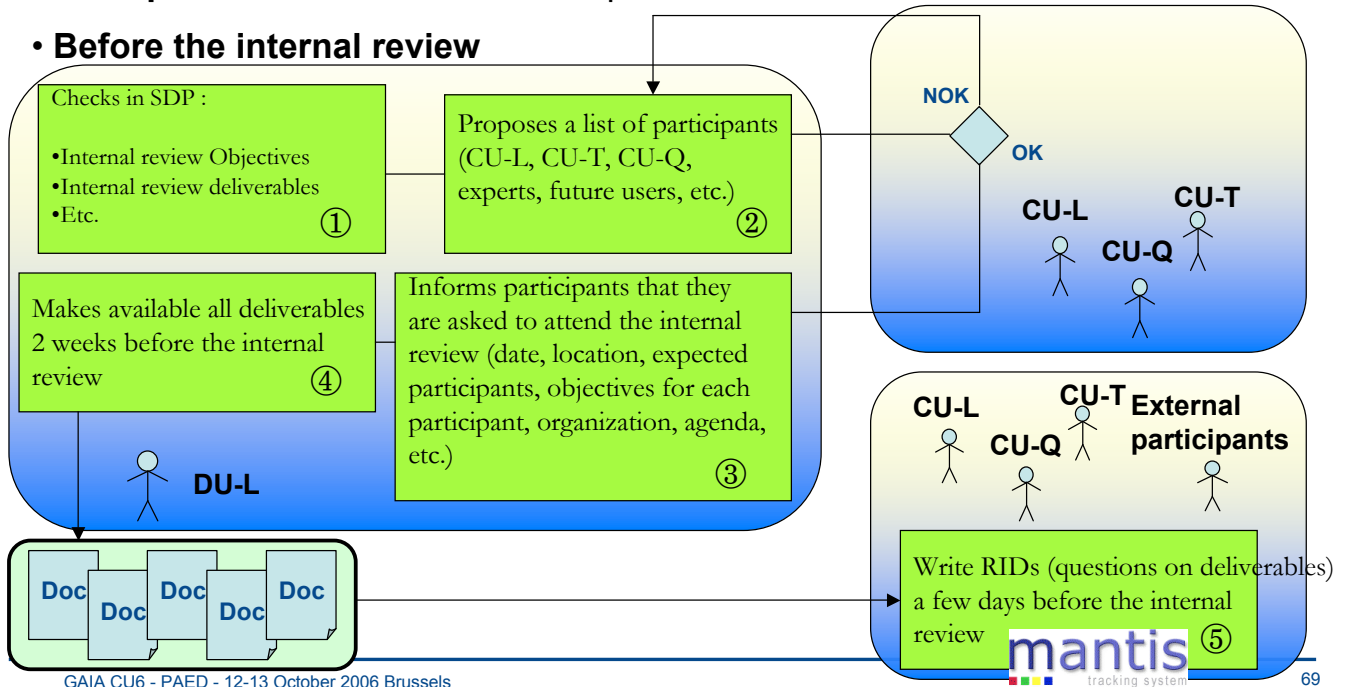 • Before the internal review
Checks in SDP :
•Internal review Objectives
•Internal review deliverables
•Etc.
①
Proposes a list of participants
(CU-L, CU-T, CU-Q,
experts, future users, etc.)
②
NOK
OK
CU-L
CU-T
CU-Q
Makes available all deliverables
2 weeks before the internal
review
④
Informs participants that they
are asked to attend the internal
review (date, location, expected
participants, objectives for each
participant, organization, agenda,
etc.)
③
DU-L
CU-L
CU-Q
CU-T
External
participants
Doc
Doc
Doc
Doc
Doc
Write RIDs (questions on deliverables)
a few days before the internal
review
⑤
mantis
tracking system
GAIA CU6 - PAED - 12-13 October 2006 Brussels
69